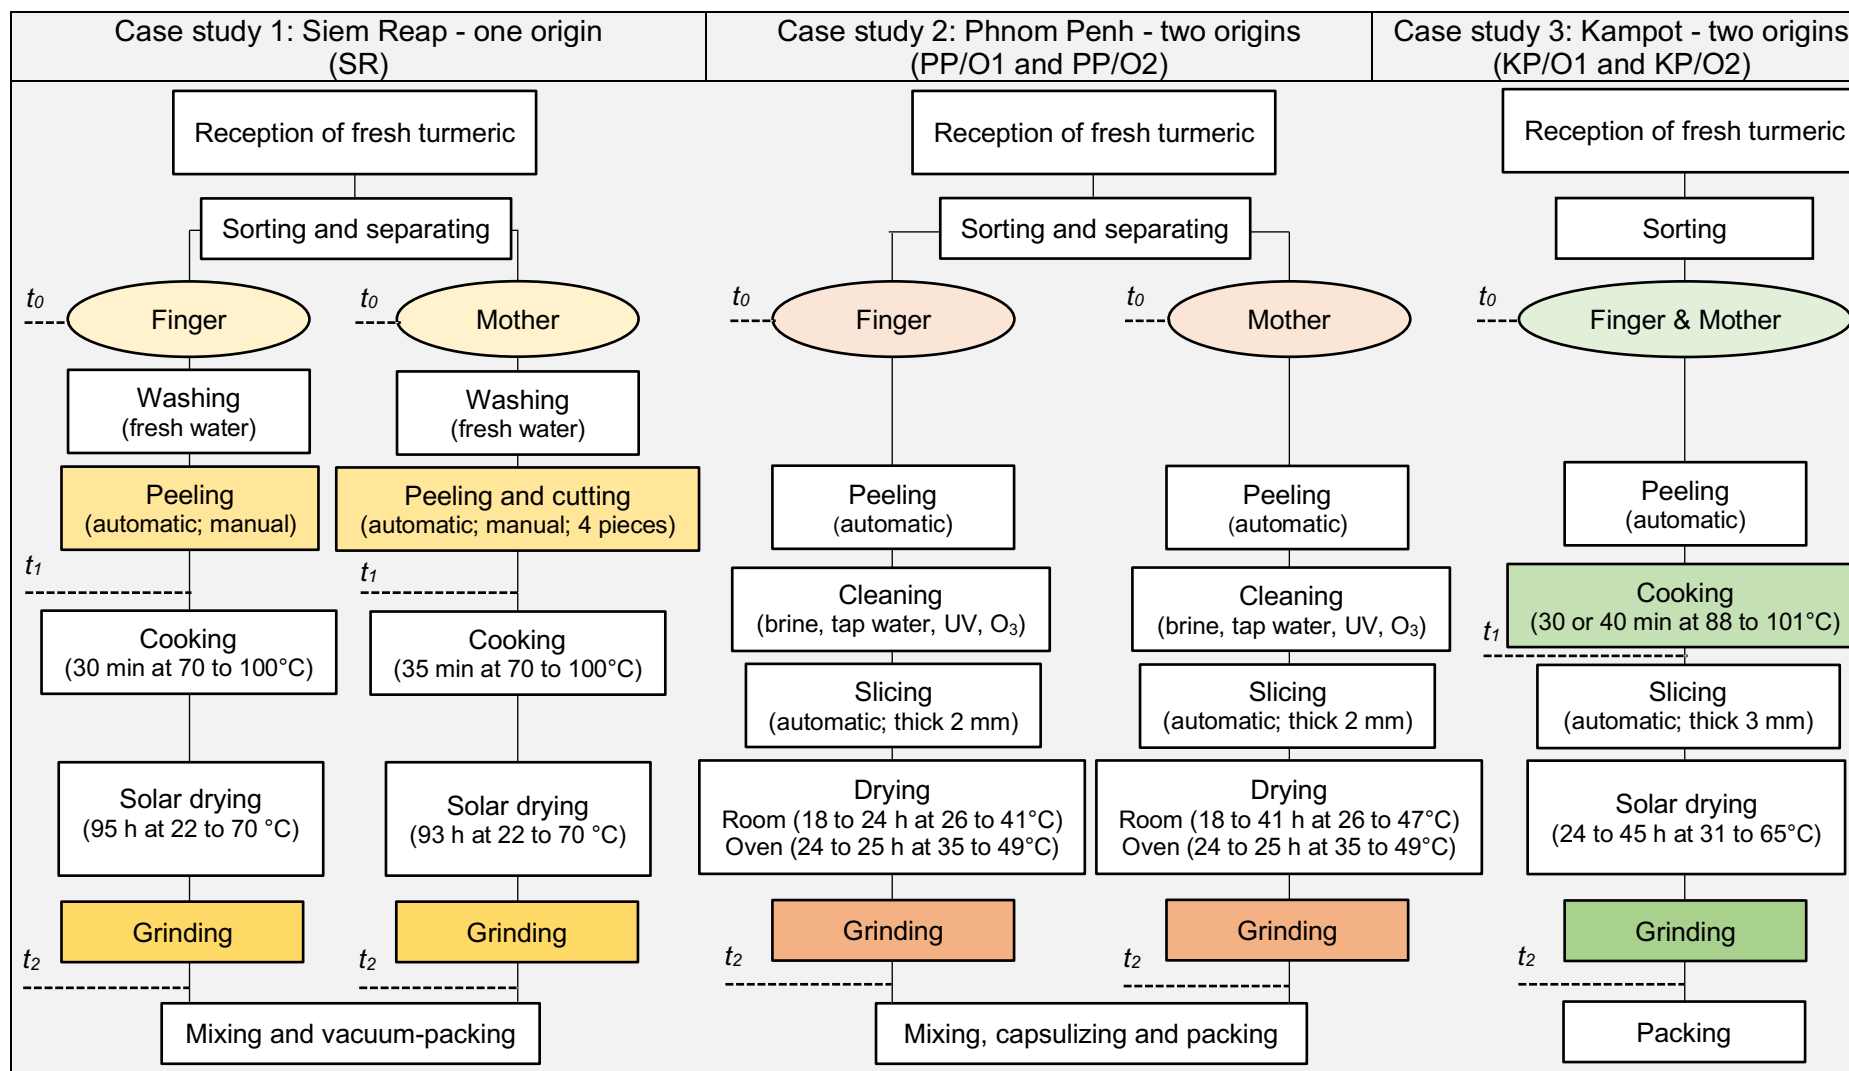 Case study 1: Siem Reap - one origin
(SR)
Case study 2: Phnom Penh - two origins
(PP/O1 and PP/O2)
Case study 3: Kampot - two origins
(KP/O1 and KP/O2)
Reception of fresh turmeric
Sorting and separating
t0
Finger
t0
Mother
Washing
(fresh water)
Washing
(fresh water)
Peeling
(automatic; manual)
Peeling and cutting
(automatic; manual; 4 pieces)
t1
t1
Cooking
(30 min at 70 to 100°C)
Cooking
(35 min at 70 to 100°C)
Solar drying
(95 h at 22 to 70 °C)
Solar drying
(93 h at 22 to 70 °C)
Grinding
Grinding
t2
t2
Mixing and vacuum-packing
Reception of fresh turmeric
Sorting and separating
t0
Finger
t0
Mother
Peeling
(automatic)
Peeling
(automatic)
Cleaning
(brine, tap water, UV, O3)
Cleaning
(brine, tap water, UV, O3)
Slicing
(automatic; thick 2 mm)
Slicing
(automatic; thick 2 mm)
Drying
Room (18 to 24 h at 26 to 41°C)
Oven (24 to 25 h at 35 to 49°C)
Drying
Room (18 to 41 h at 26 to 47°C)
Oven (24 to 25 h at 35 to 49°C)
Grinding
Grinding
t2
t2
Mixing, capsulizing and packing
Reception of fresh turmeric
Sorting
t0
Finger & Mother
Peeling
(automatic)
Cooking
(30 or 40 min at 88 to 101°C)
t1
Slicing
(automatic; thick 3 mm)
Solar drying
(24 to 45 h at 31 to 65°C)
Grinding
t2
Packing